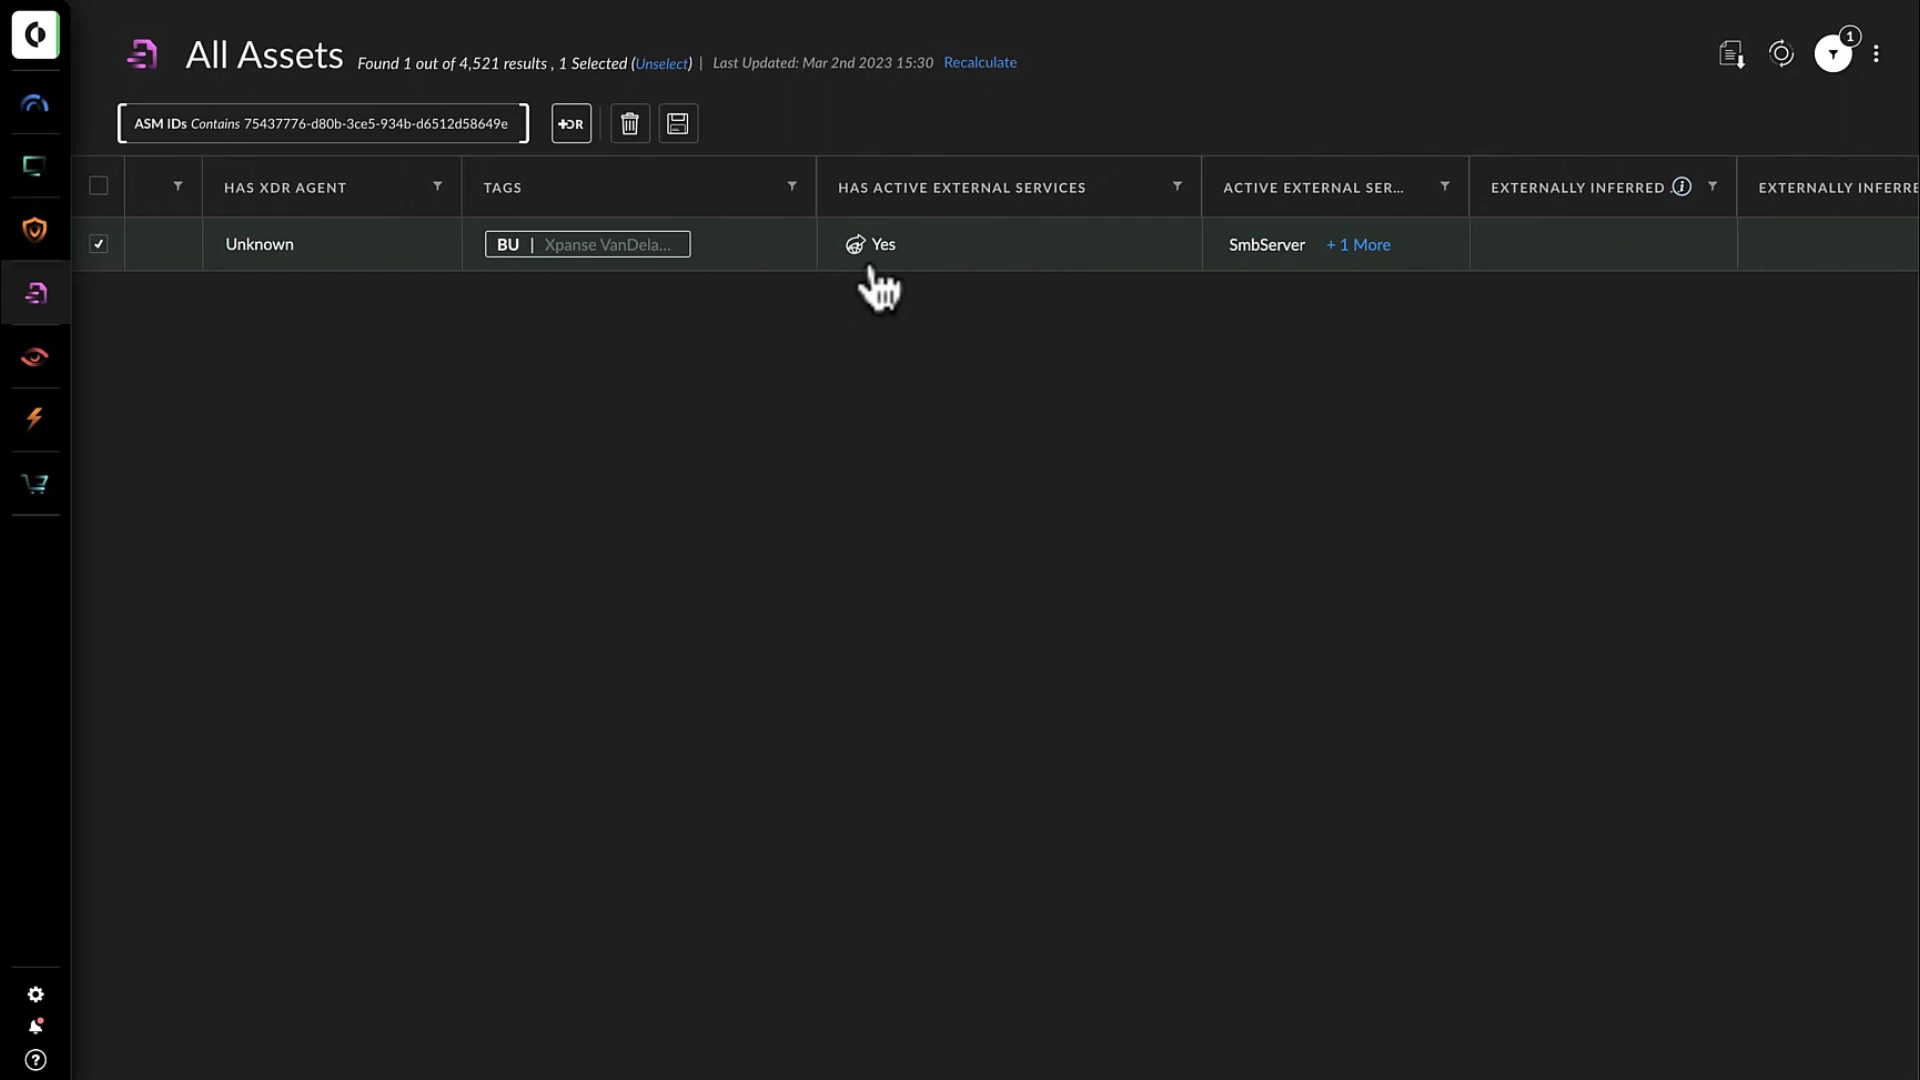 All Assets Found 1 out of 4,521 results , 1 Selected (Unselect) | Last Updated: Mar 2nd 2023 15:30 Recalculate
1
ASM IDs Contains 75437776-d80b-3ce5-934b-d6512d58649e
OR
HAS XDR AGENT TAGS HAS ACTIVE EXTERNAL SERVICES ACTIVE EXTERNAL SER... EXTERNALLY INFERRED ... EXTERNALLY INFERRE
Unknown BU | Xpanse VanDela... Yes SmbServer + 1 More